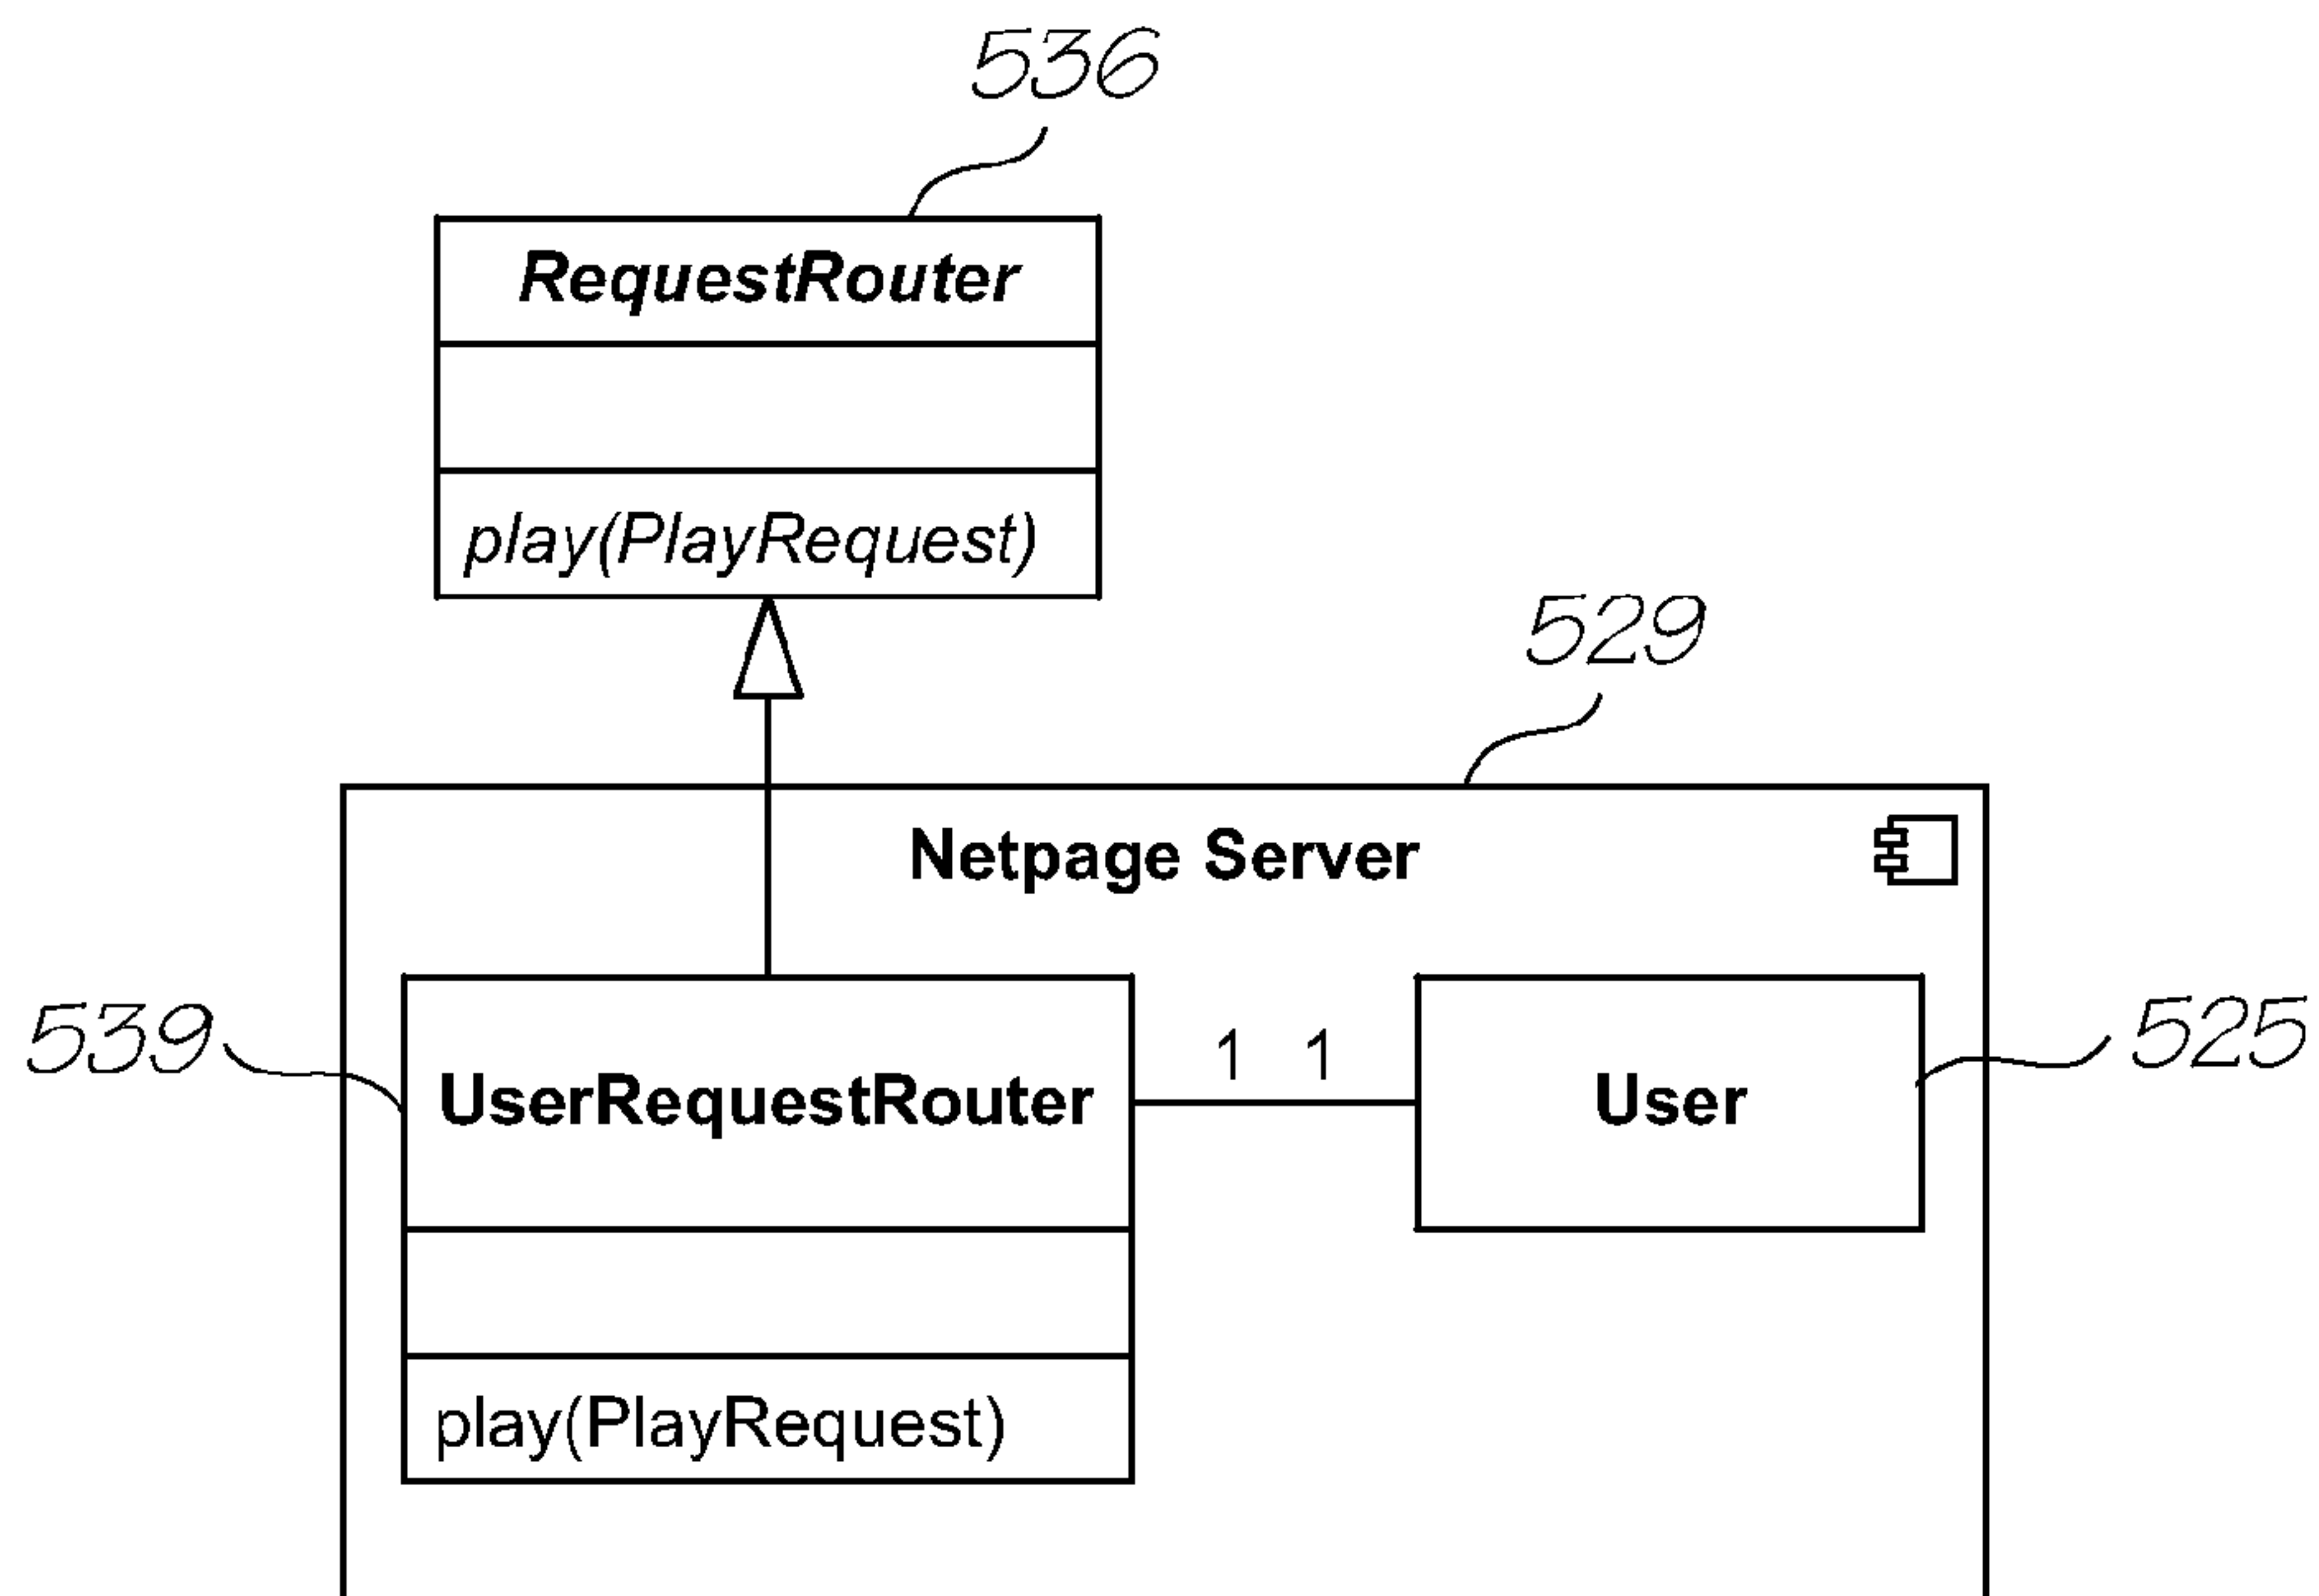 536
RequestRouter
play(PlayRequest)
529
Netpage Server
539
UserRequestRouter
1 1
User
525
play(PlayRequest)